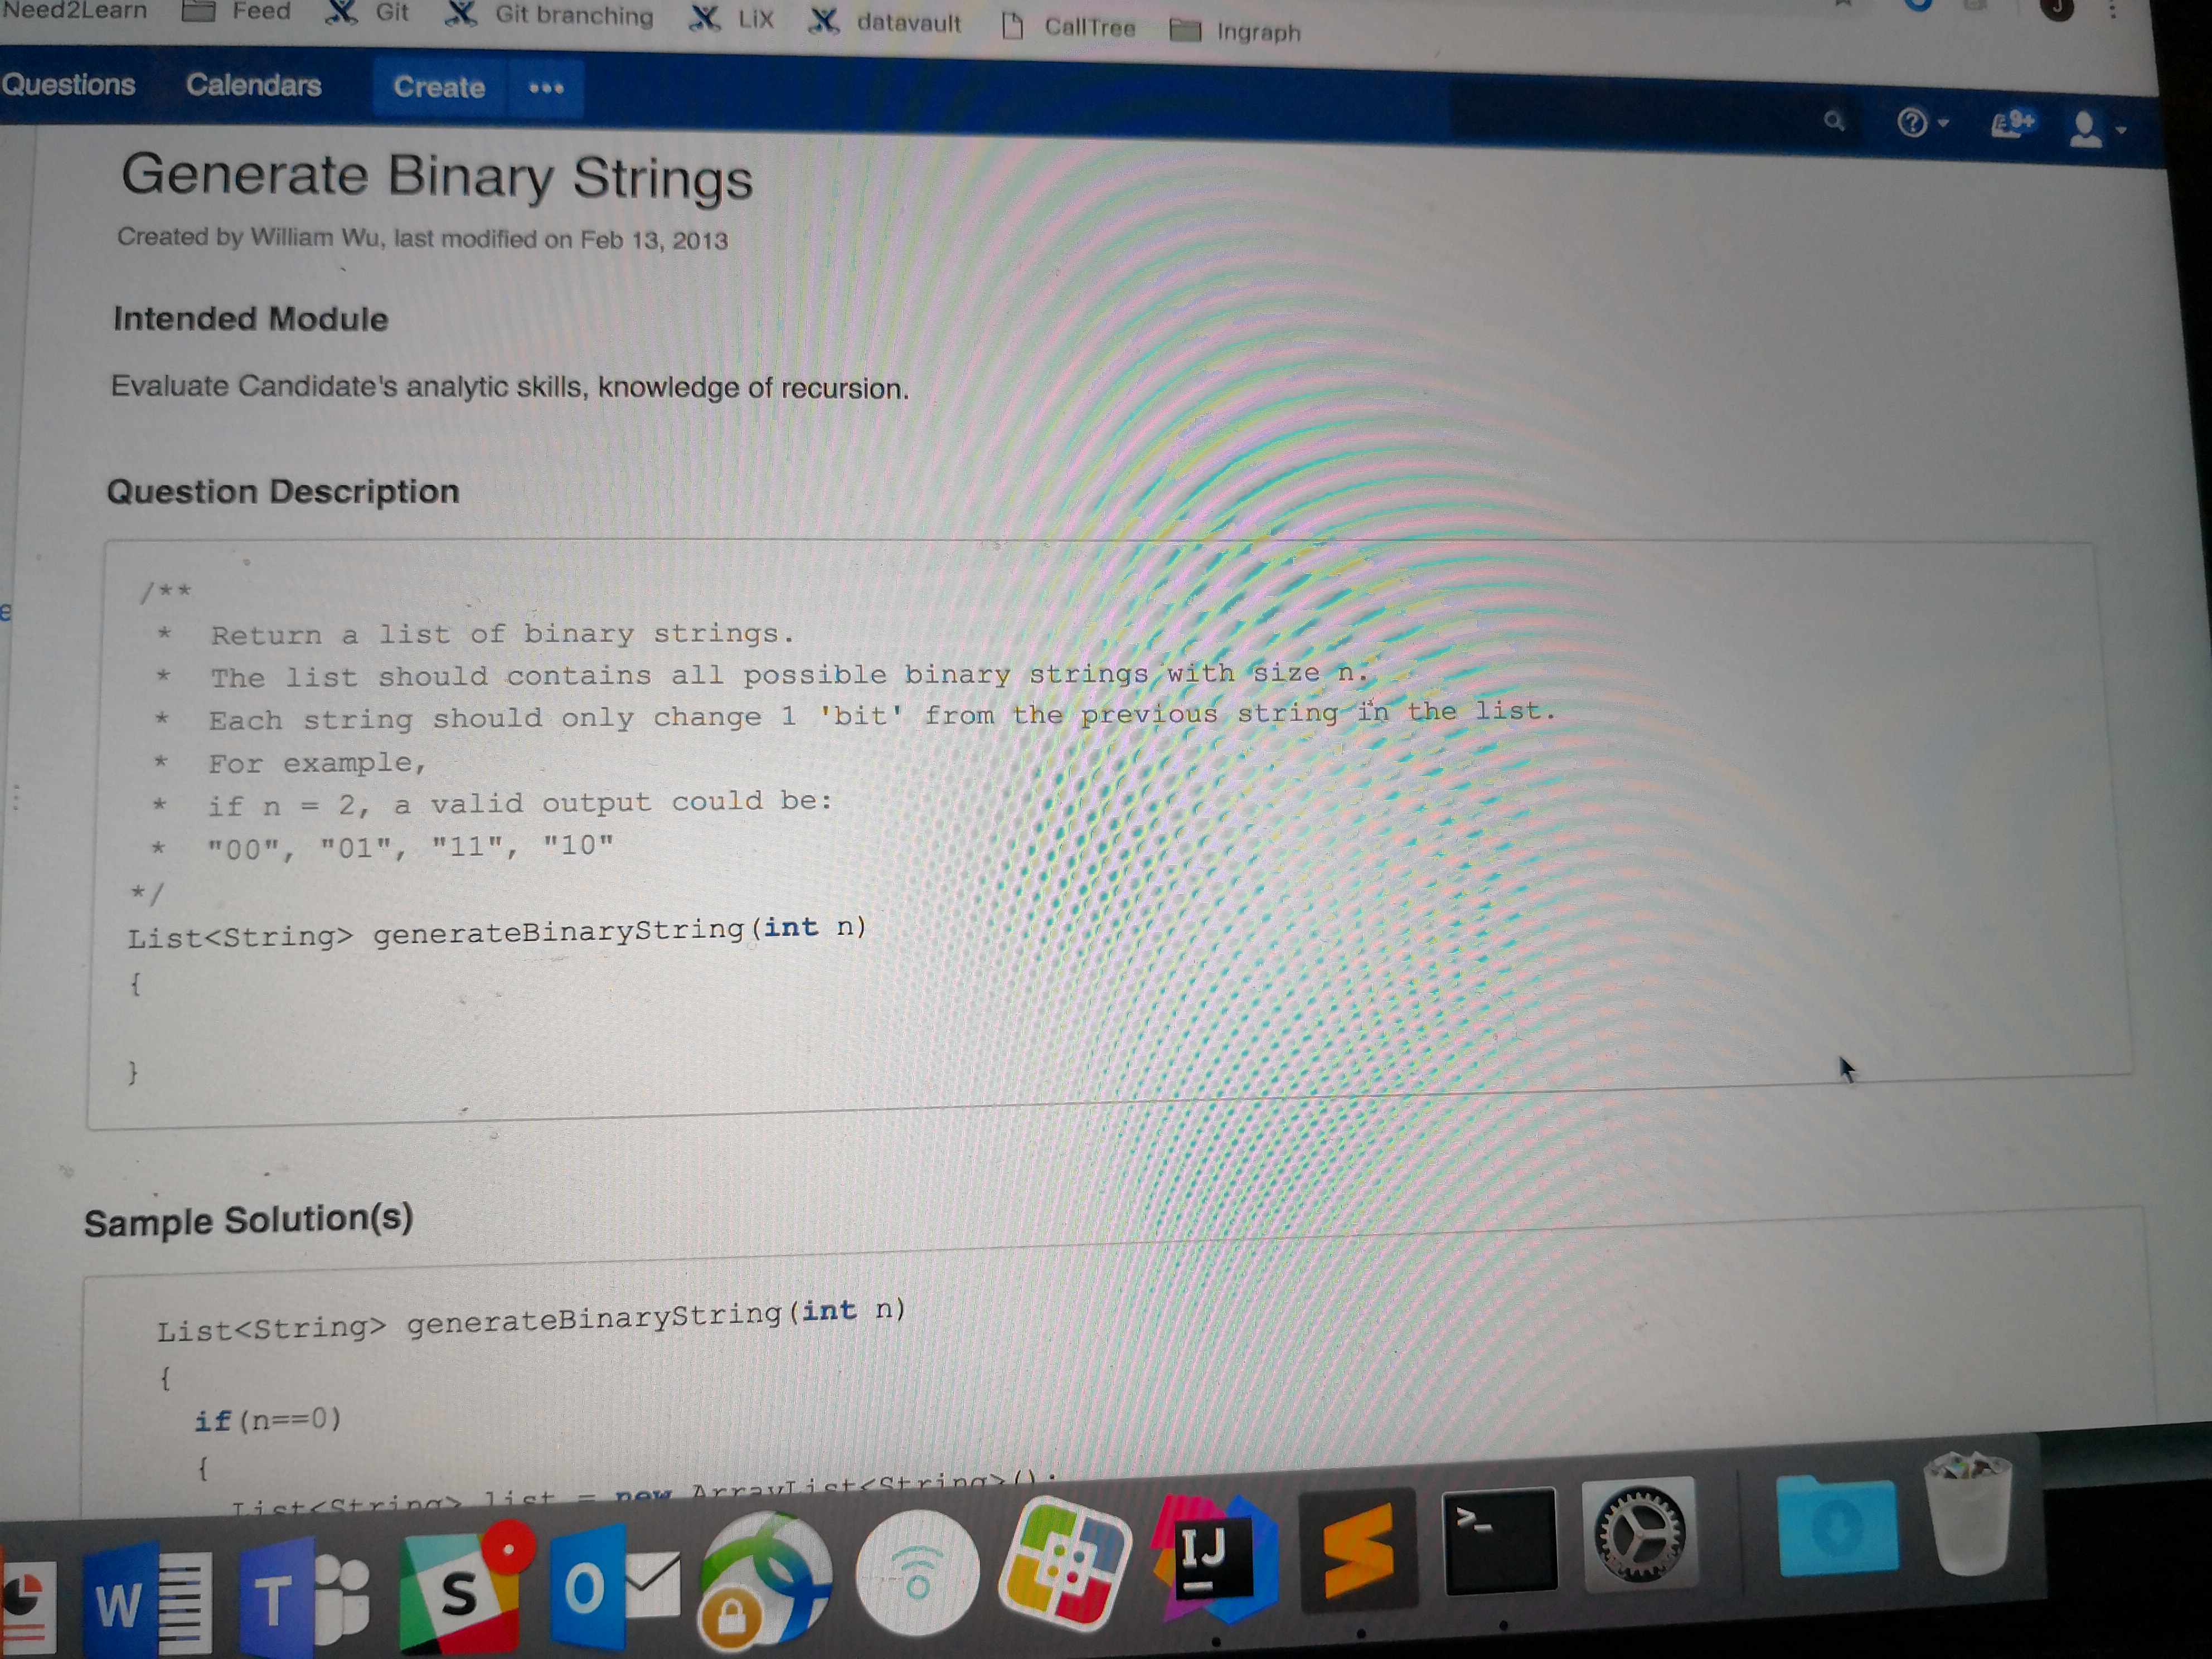 Need2Learn Feed Git Git branching LiX datavault CallTree Ingraph
Questions Calendars Create ••• 9+
Generate Binary Strings
Created by William Wu, last modified on Feb 13, 2013
Intended Module
Evaluate Candidate's analytic skills, knowledge of recursion.
Question Description
/**
* Return a list of binary strings.
* The list should contains all possible binary strings with size n.
* Each string should only change 1 'bit' from the previous string in the list.
* For example,
* if n = 2, a valid output could be:
* "00", "01", "11", "10"
*/
List<String> generateBinaryString(int n)
{
}
Sample Solution(s)
List<String> generateBinaryString(int n)
{
if(n==0)
{
List<String> list = new ArrayList<String>();
W T S O IJ >_